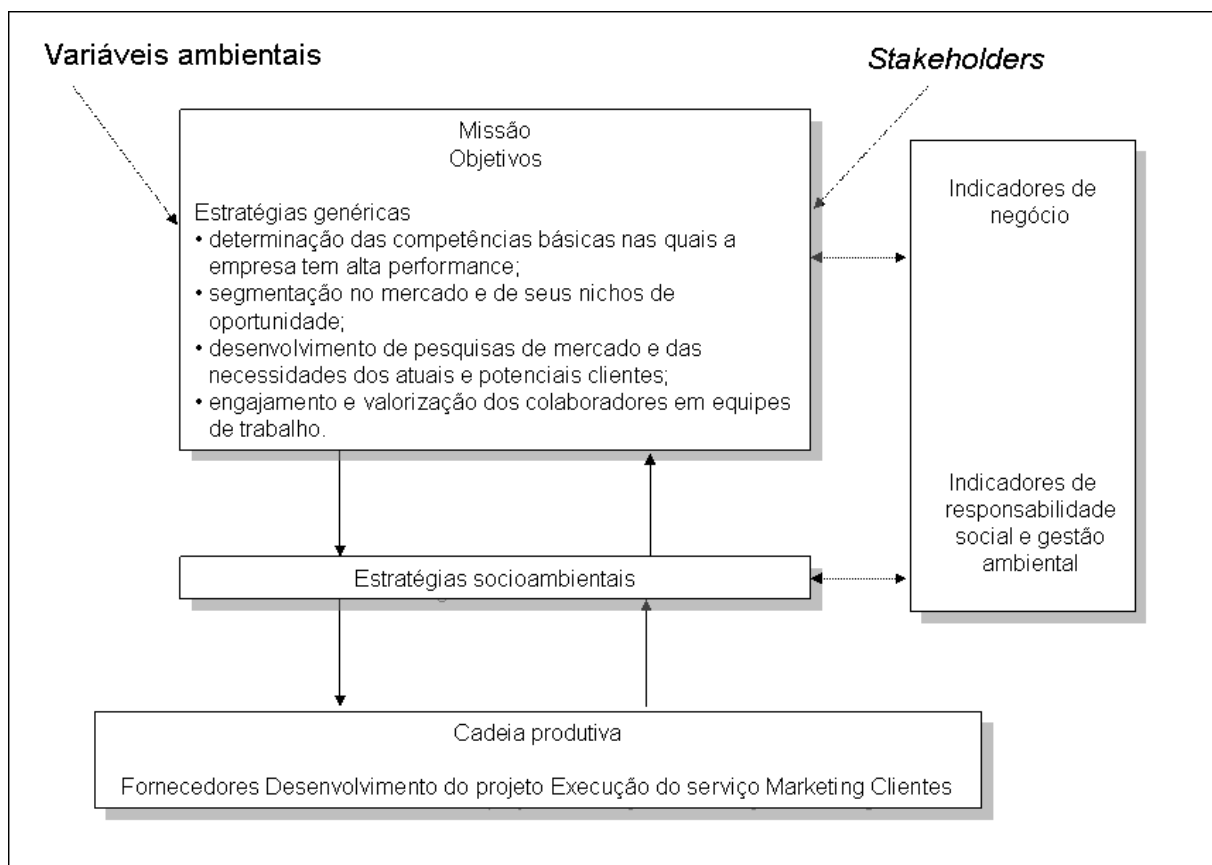 Variáveis ambientais
Stakeholders
Missão
Objetivos
Estratégias genéricas
• determinação das competências básicas nas quais a
empresa tem alta performance;
• segmentação no mercado e de seus nichos de
oportunidade;
• desenvolvimento de pesquisas de mercado e das
necessidades dos atuais e potenciais clientes;
• engajamento e valorização dos colaboradores em equipes
de trabalho.
Indicadores de
negócio
Indicadores de
responsabilidade
social e gestão
ambiental
Estratégias socioambientais
Cadeia produtiva
Fornecedores Desenvolvimento do projeto Execução do serviço Marketing Clientes